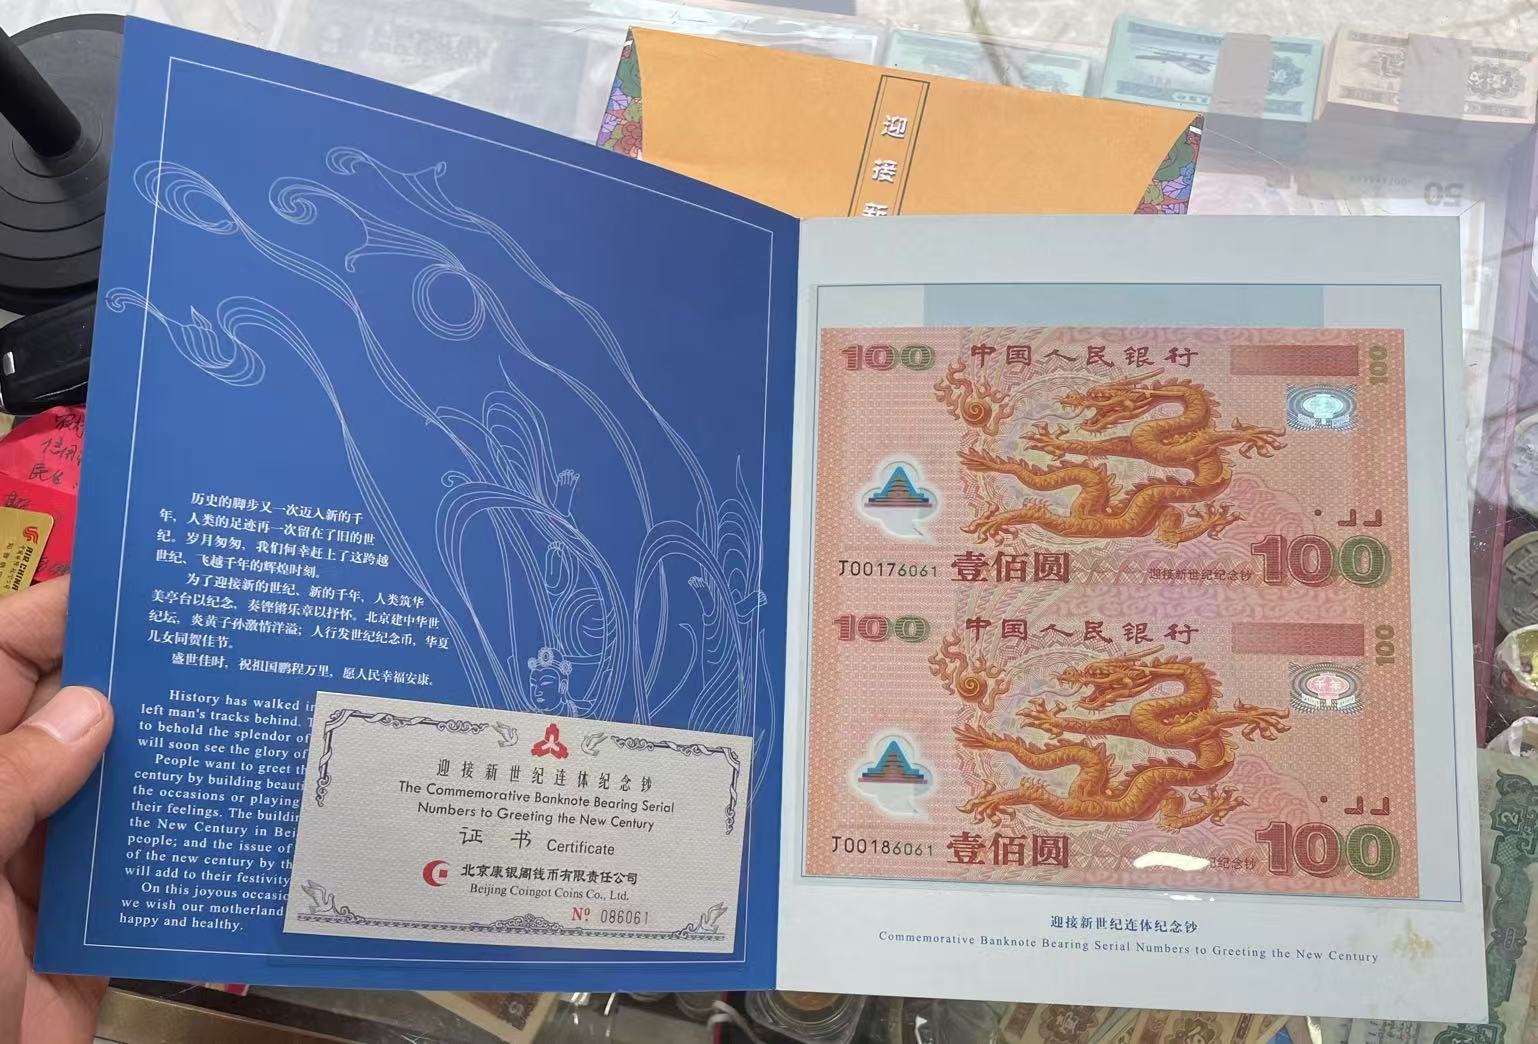 迎
接
新
50
历史的脚步又一次迈入新的千
年，人类的足迹再一次留在了旧的世
纪。岁月匆匆，我们何幸赶上了这跨越
世纪、飞越千年的辉煌时刻。
为了迎接新的世纪、新的千年，人类筑华
美亭台以纪念，奏铿锵乐章以抒怀。北京建中华世
纪坛，炎黄子孙激情洋溢；人行发世纪纪念币，华夏
儿女同贺佳节。
盛世佳时，祝祖国鹏程万里，愿人民幸福安康。
History has walked
left man's tracks behind.
to behold the splendor of
will soon see the glory of
People want to greet
century by building
the occasions or playing
their feelings. The
the New Century in
people; and the issue of
of the new century by
will add to their festivity
On this joyous
we wish our motherland
happy and healthy.
迎接新世纪连体纪念钞
The Commemorative Banknote Bearing Serial
Numbers to Greeting the New Century
证 书 Certificate
北京康银阁钱币有限责任公司
Beijing Coingot Coins Co., Ltd.
Nº 086061
100 中国人民银行 100
J00176061 壹佰圆 迎接新世纪纪念钞 100
100 中国人民银行 100
千年
J00186061 壹佰圆 纪念钞 100
迎接新世纪连体纪念钞
Commemorative Banknote Bearing Serial Numbers to Greeting the New Century
AIR CHINA